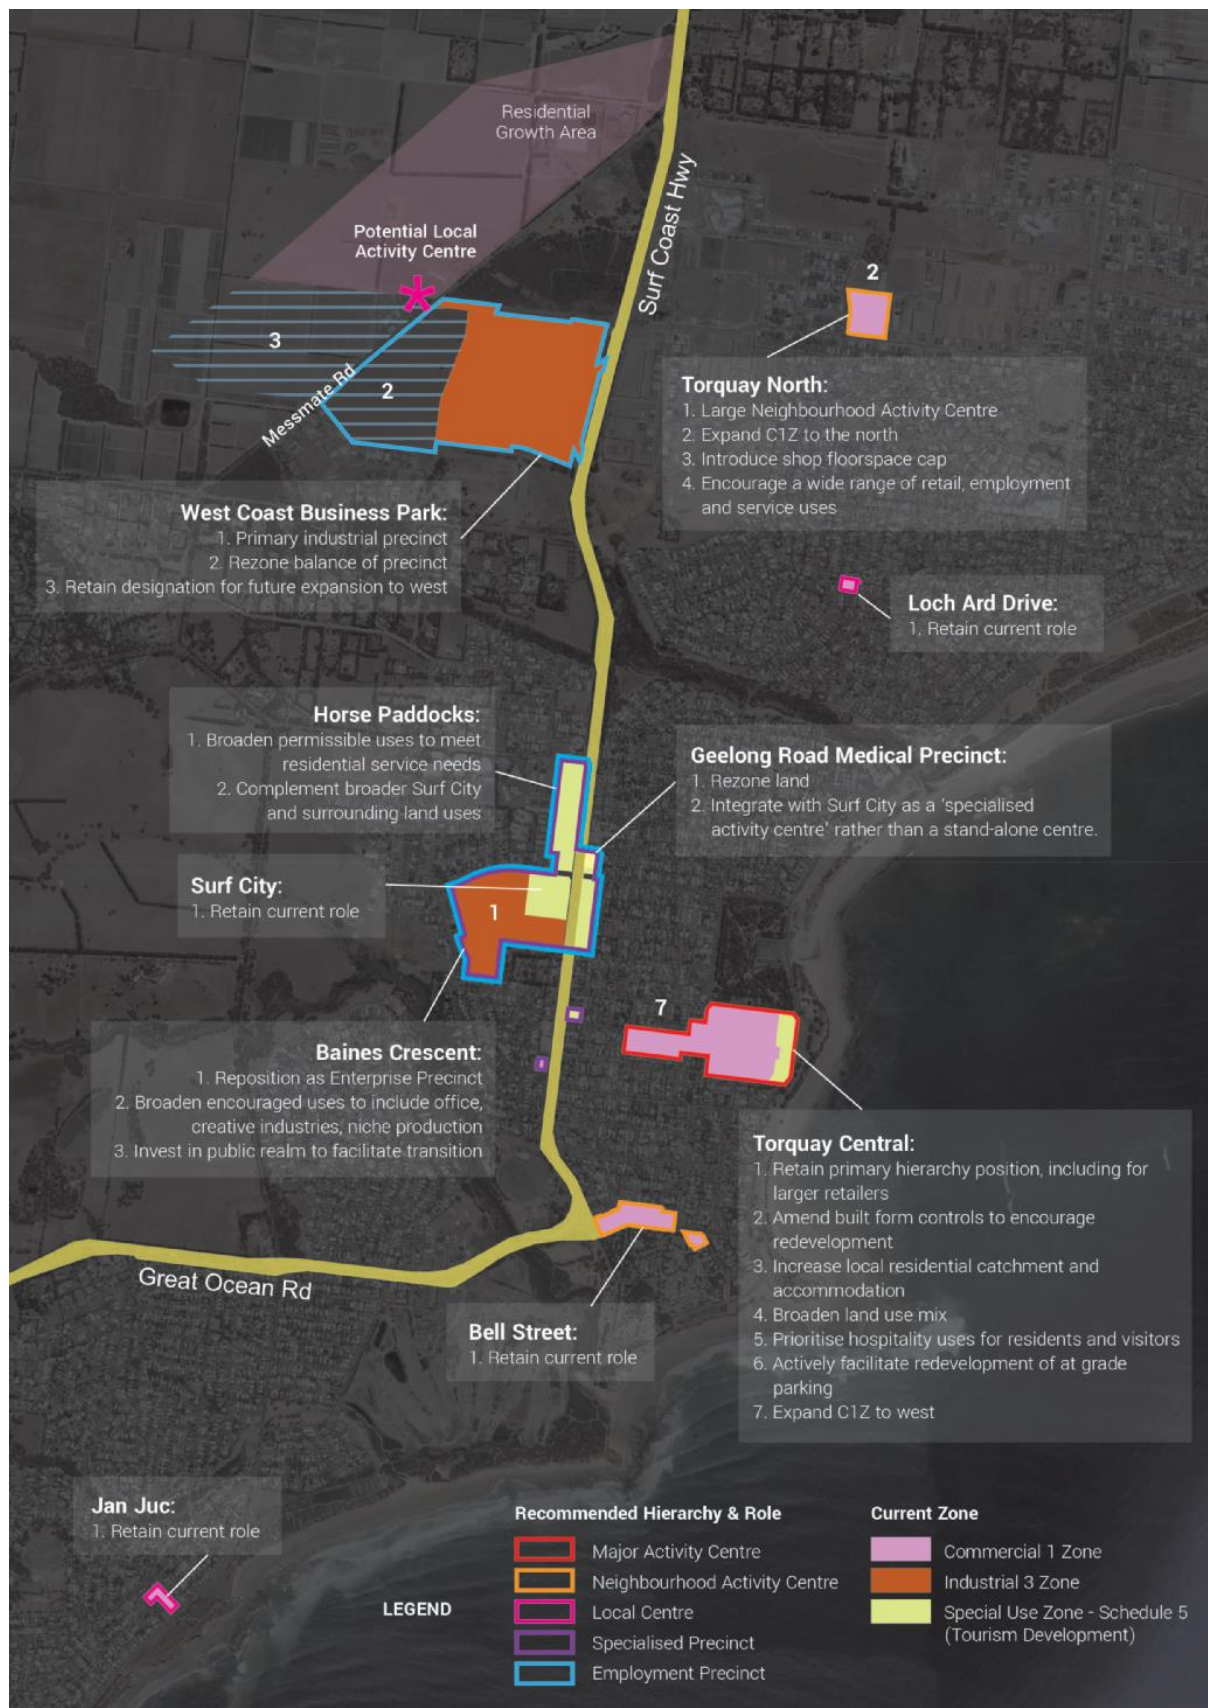 Residential
Growth Area
Potential Local
Activity Centre
Surf Coast Hwy
2
3
2
Messmate Rd
Torquay North:
1. Large Neighbourhood Activity Centre
2. Expand C1Z to the north
3. Introduce shop floorspace cap
4. Encourage a wide range of retail, employment
and service uses
West Coast Business Park:
1. Primary industrial precinct
2. Rezone balance of precinct
3. Retain designation for future expansion to west
Loch Ard Drive:
1. Retain current role
Horse Paddocks:
1. Broaden permissible uses to meet
residential service needs
2. Complement broader Surf City
and surrounding land uses
Geelong Road Medical Precinct:
1. Rezone land
2. Integrate with Surf City as a 'specialised
activity centre' rather than a stand-alone centre.
Surf City:
1. Retain current role
1
7
Baines Crescent:
1. Reposition as Enterprise Precinct
2. Broaden encouraged uses to include office,
creative industries, niche production
3. Invest in public realm to facilitate transition
Torquay Central:
1. Retain primary hierarchy position, including for
larger retailers
2. Amend built form controls to encourage
redevelopment
3. Increase local residential catchment and
accommodation
4. Broaden land use mix
5. Prioritise hospitality uses for residents and visitors
6. Actively facilitate redevelopment of at grade
parking
7. Expand C1Z to west
Great Ocean Rd
Bell Street:
1. Retain current role
Jan Juc:
1. Retain current role
LEGEND
Recommended Hierarchy & Role
Major Activity Centre
Neighbourhood Activity Centre
Local Centre
Specialised Precinct
Employment Precinct
Current Zone
Commercial 1 Zone
Industrial 3 Zone
Special Use Zone - Schedule 5
(Tourism Development)